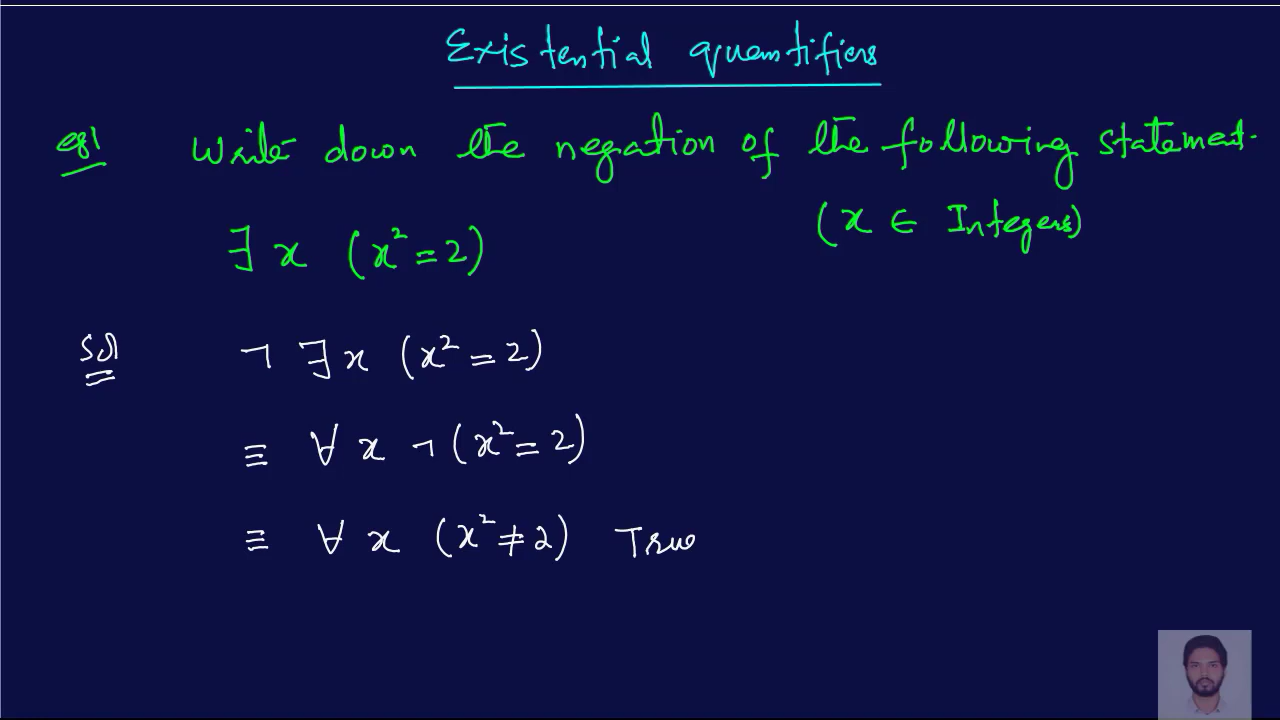 Existential quantifiers
eg1 Write down the negation of the following statement.
(x ∈ Integers)
∃ x (x² = 2)
Sol ¬ ∃ x (x² = 2)
≡ ∀ x ¬ (x² = 2)
≡ ∀ x (x² ≠ 2) True